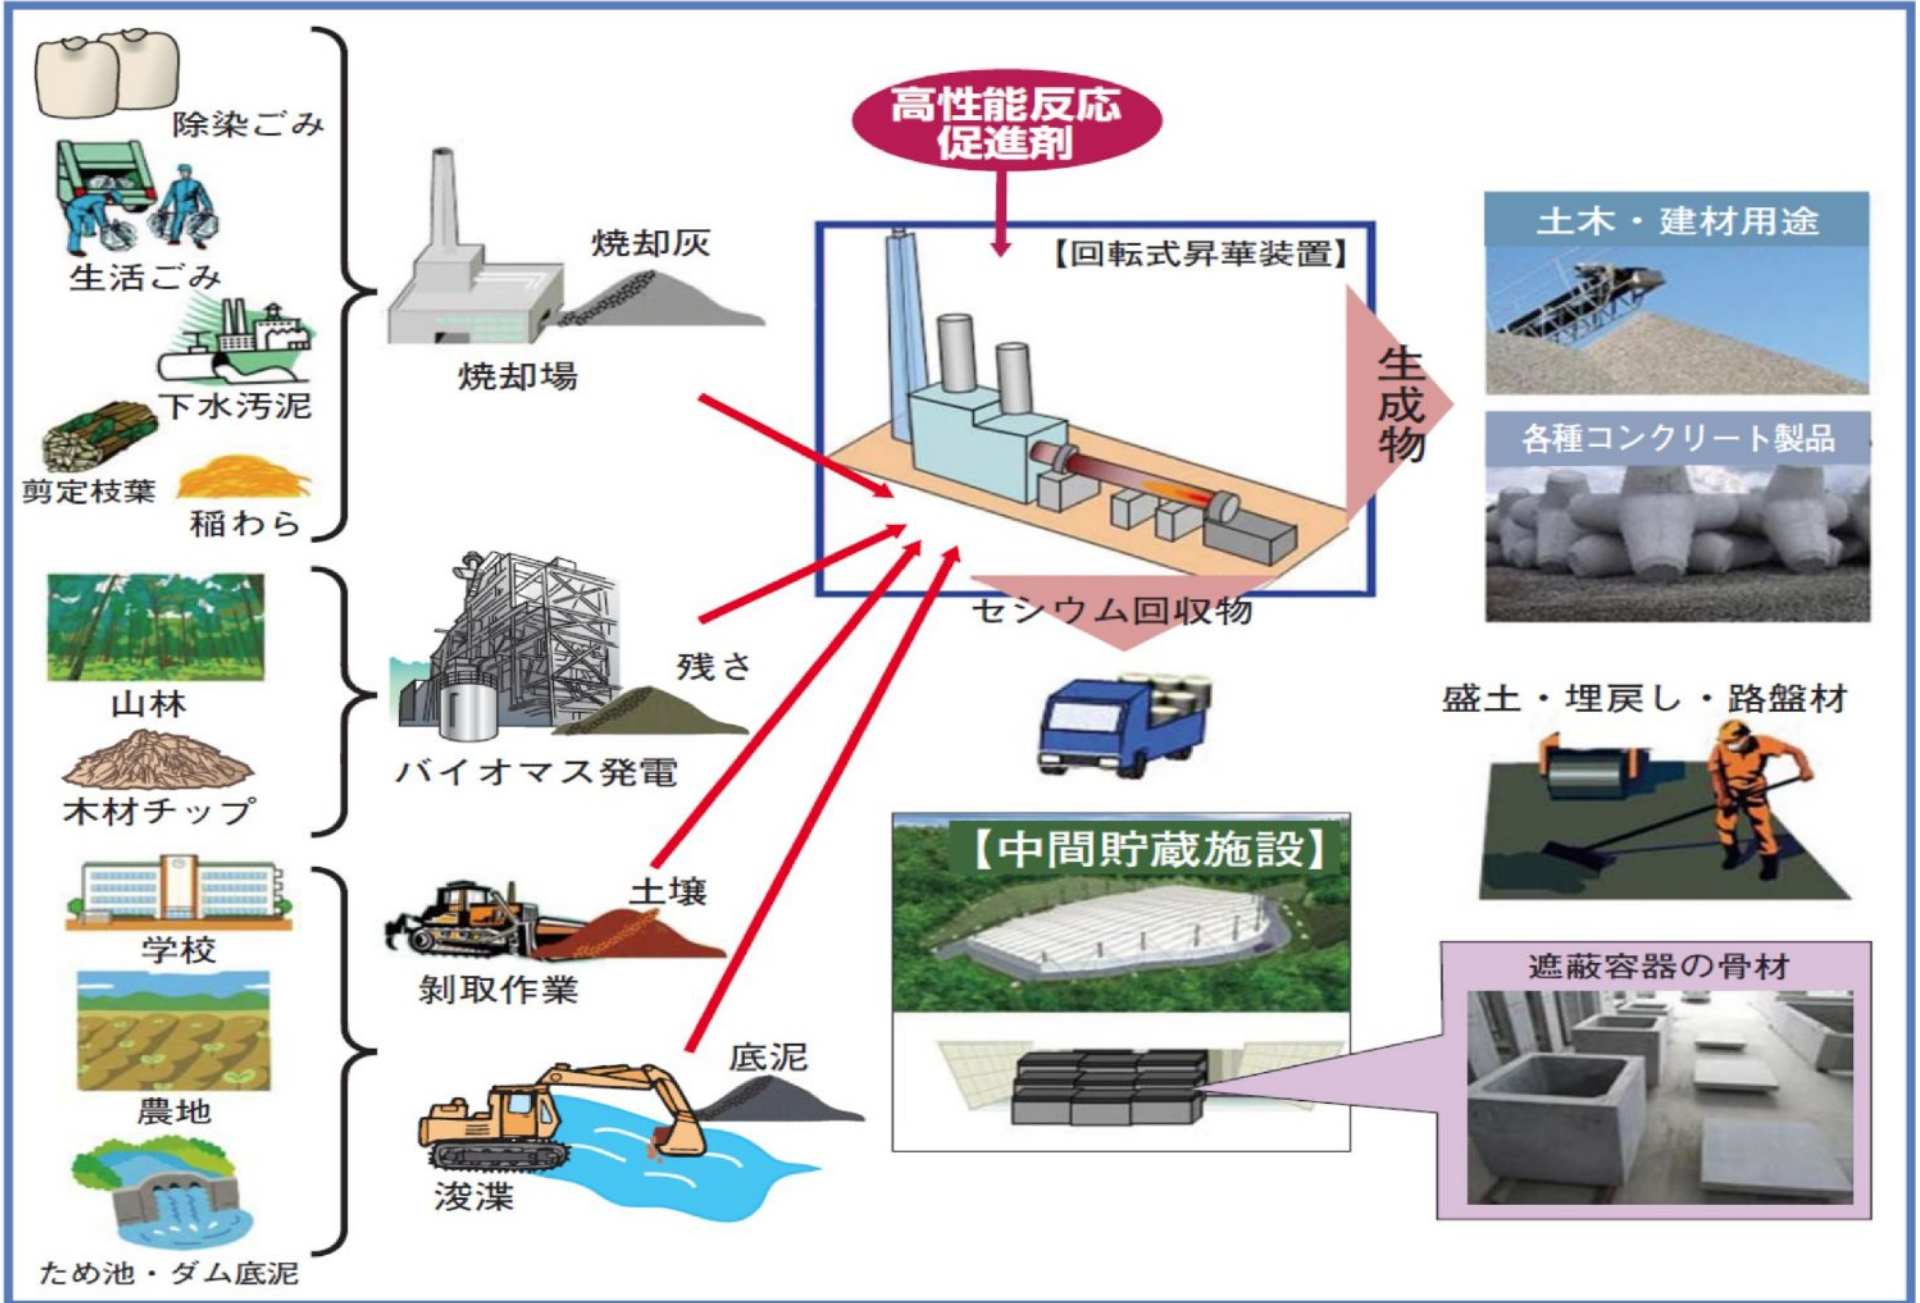 除染ごみ
生活ごみ
下水汚泥
剪定枝葉
稲わら
焼却灰
焼却場
山林
木材チップ
残さ
バイオマス発電
学校
農地
ため池・ダム底泥
土壌
剝取作業
底泥
浚渫
高性能反応
促進剤
【回転式昇華装置】
セシウム回収物
生成物
【中間貯蔵施設】
土木・建材用途
各種コンクリート製品
盛土・埋戻し・路盤材
遮蔽容器の骨材